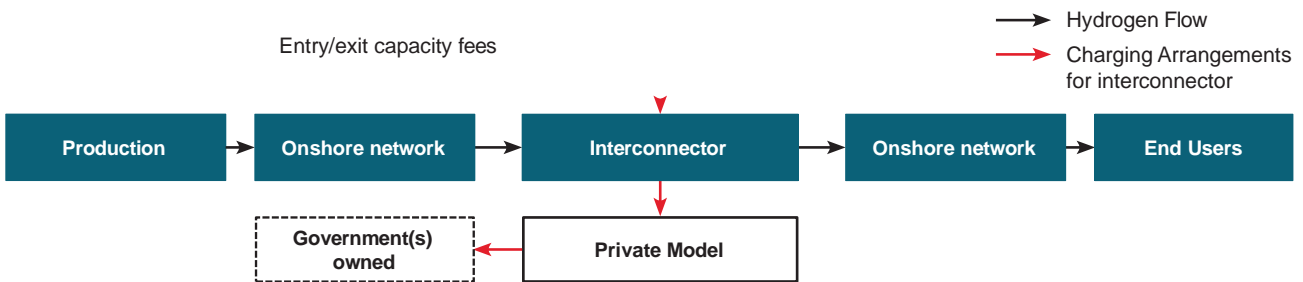 Hydrogen Flow
Entry/exit capacity fees
Charging Arrangements
for interconnector
Production
Onshore network
Interconnector
Onshore network
End Users
Government(s)
owned
Private Model